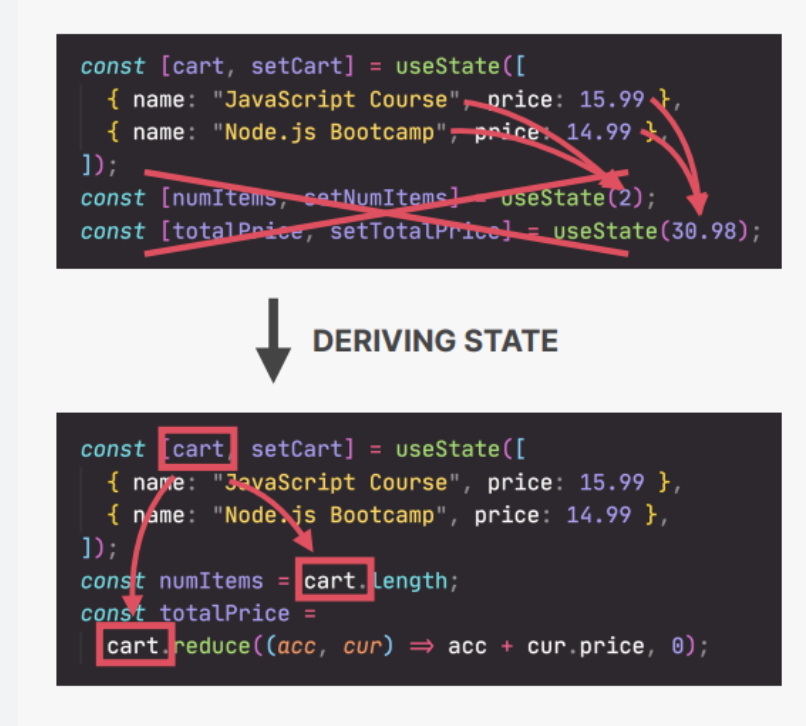 const [cart, setCart] = useState([
{ name: "JavaScript Course", price: 15.99 },
{ name: "Node.js Bootcamp", price: 14.99 },
]);
const [numItems, setNumItems] = useState(2);
const [totalPrice, setTotalPrice] = useState(30.98);
DERIVING STATE
const [cart, setCart] = useState([
{ name: "JavaScript Course", price: 15.99 },
{ name: "Node.js Bootcamp", price: 14.99 },
]);
const numItems = cart.length;
const totalPrice =
cart.reduce((acc, cur) ⇒ acc + cur.price, 0);